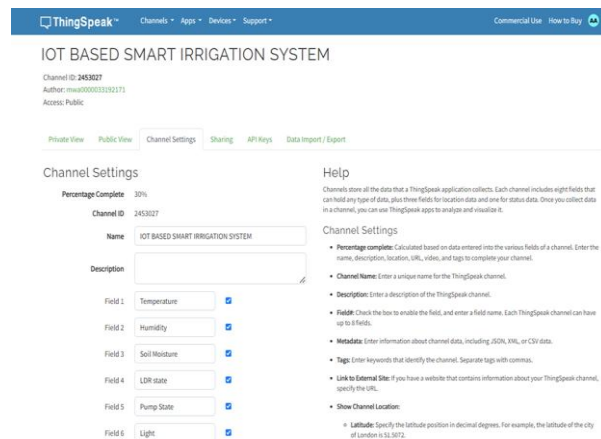 ThingSpeak™
Channels Apps Devices Support
Commercial Use How to Buy AA
IOT BASED SMART IRRIGATION SYSTEM
Channel ID: 2453027
Author: mwa0000033192171
Access: Public
Private View Public View Channel Settings Sharing API Keys Data Import / Export
Channel Settings
Percentage Complete 30%
Channel ID 2453027
Name IOT BASED SMART IRRIGATION SYSTEM
Description
Field 1 Temperature
Field 2 Humidity
Field 3 Soil Moisture
Field 4 LDR state
Field 5 Pump State
Field 6 Light
Help
Channels store all the data that a ThingSpeak application collects. Each channel includes eight fields that
can hold any type of data, plus three fields for location data and one for status data. Once you collect data
in a channel, you can use ThingSpeak apps to analyze and visualize it.
Channel Settings
• Percentage complete: Calculated based on data entered into the various fields of a channel. Enter the
name, description, location, URL, video, and tags to complete your channel.
• Channel Name: Enter a unique name for the ThingSpeak channel.
• Description: Enter a description of the ThingSpeak channel.
• Field#: Check the box to enable the field, and enter a field name. Each ThingSpeak channel can have
up to 8 fields.
• Metadata: Enter information about channel data, including JSON, XML, or CSV data.
• Tags: Enter keywords that identify the channel. Separate tags with commas.
• Link to External Site: If you have a website that contains information about your ThingSpeak channel,
specify the URL.
• Show Channel Location:
◦ Latitude: Specify the latitude position in decimal degrees. For example, the latitude of the city
of London is 51.5072.